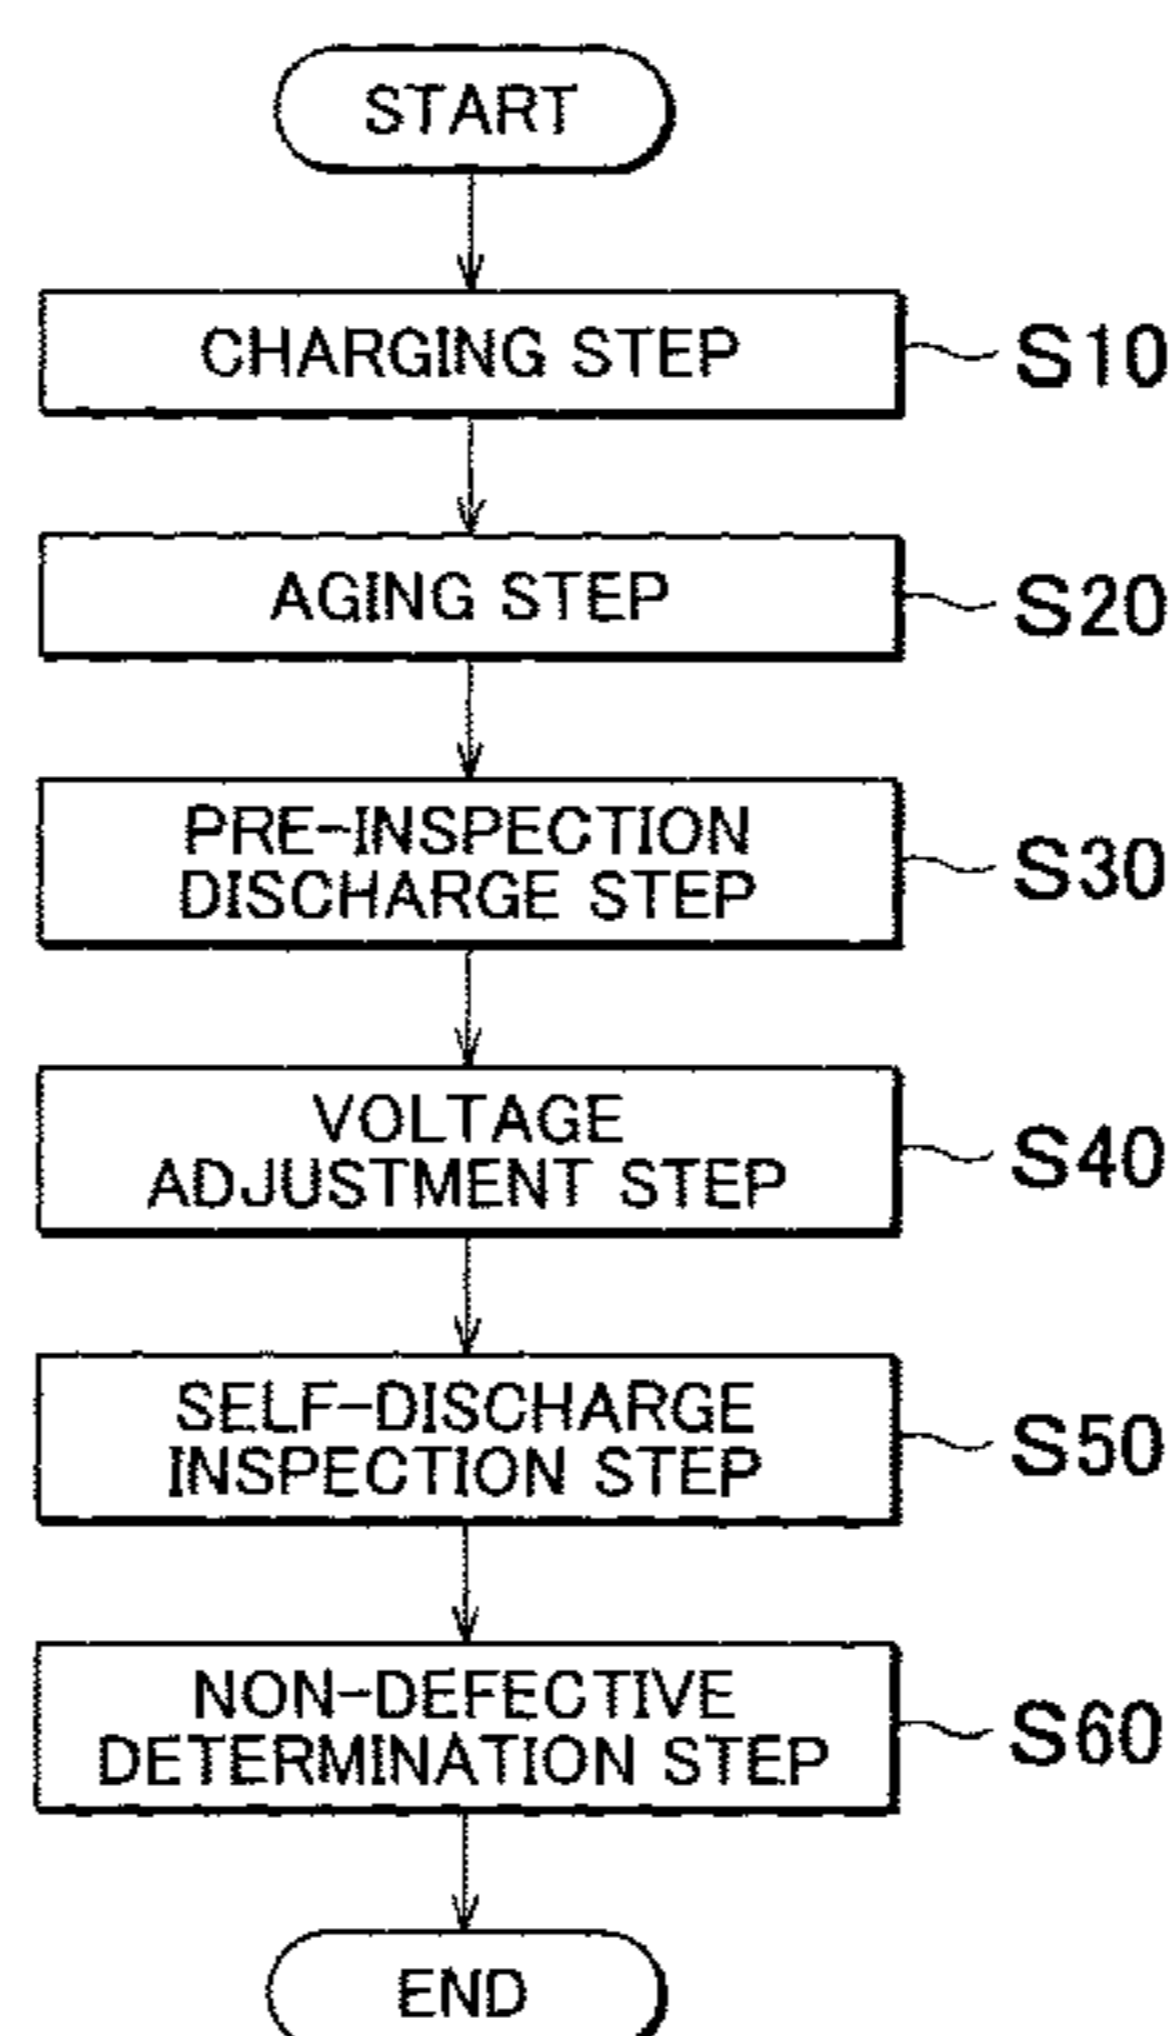 START
CHARGING STEP
S10
AGING STEP
S20
PRE-INSPECTION
DISCHARGE STEP
S30
VOLTAGE
ADJUSTMENT STEP
S40
SELF-DISCHARGE
INSPECTION STEP
S50
NON-DEFECTIVE
DETERMINATION STEP
S60
END